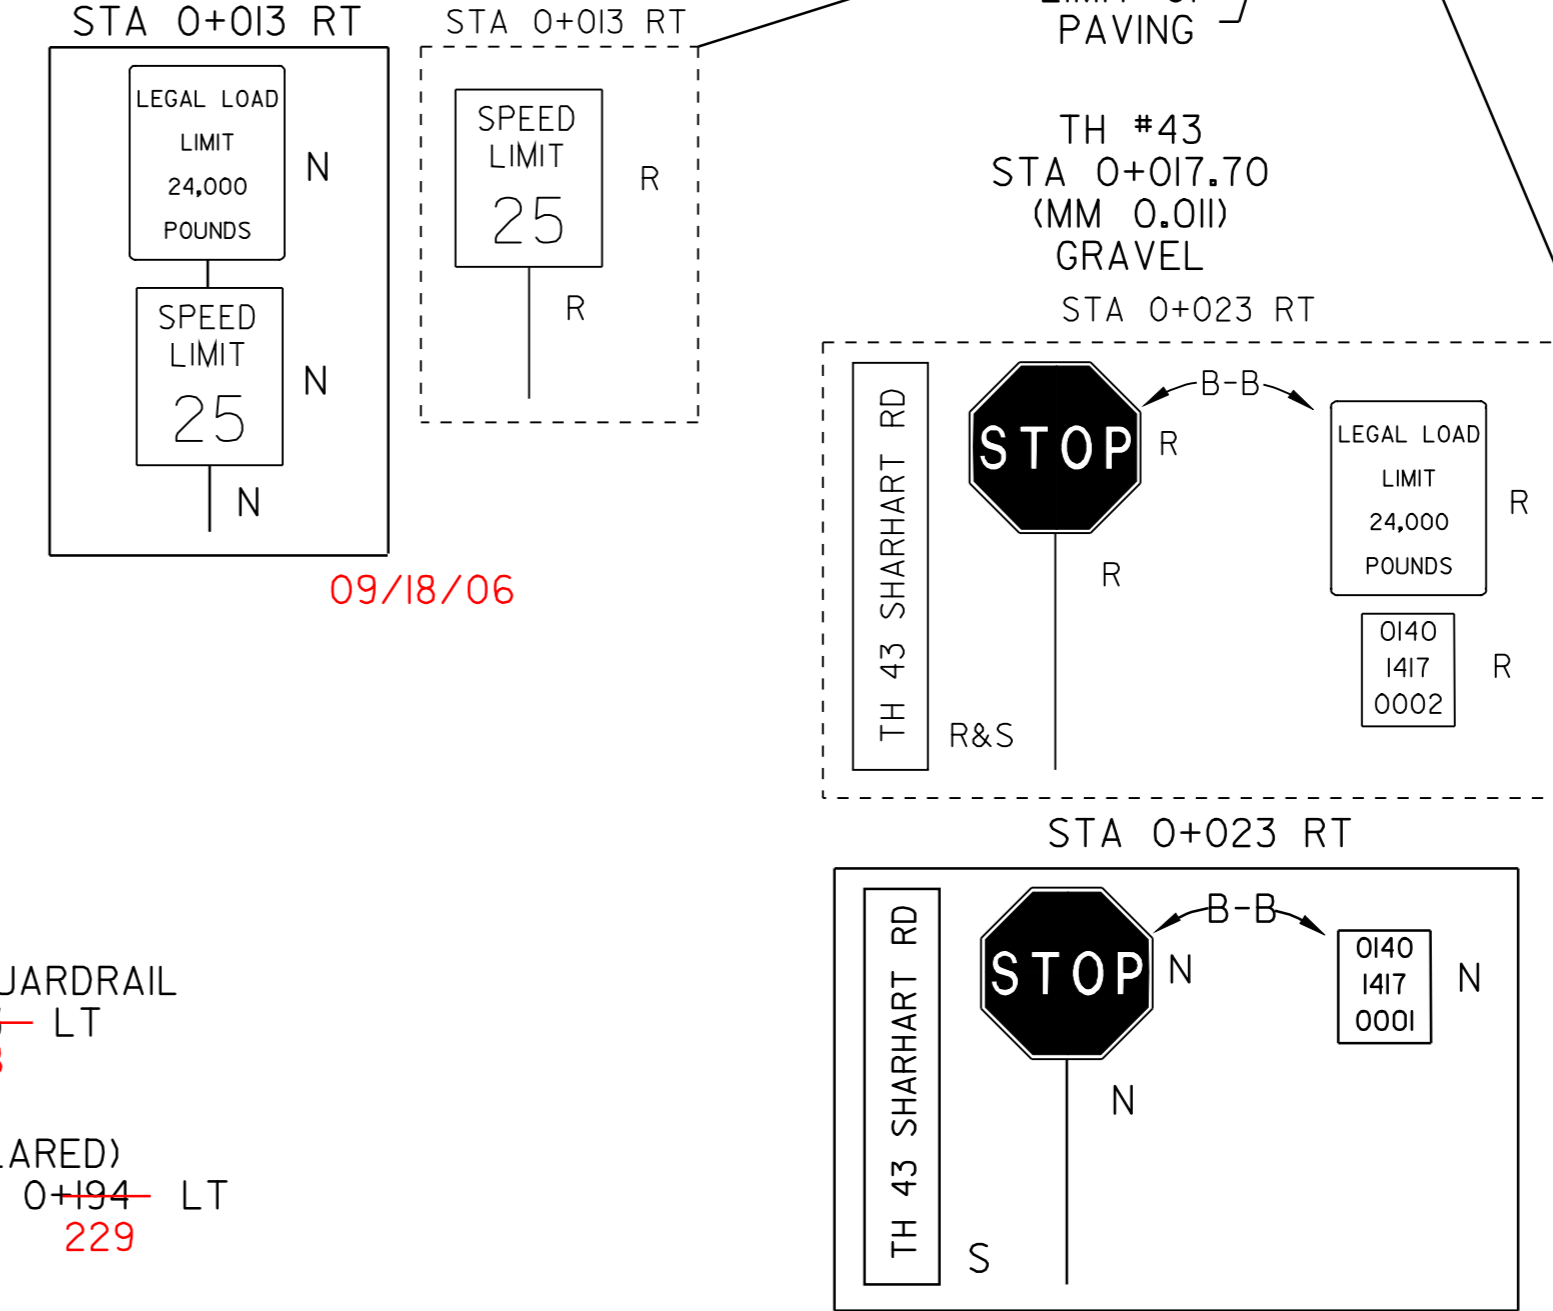 STA 0+013 RT
LEGAL LOAD
LIMIT
24,000
POUNDS
N
SPEED
LIMIT
25
N
N
09/18/06
STA 0+013 RT
SPEED
LIMIT
25
R
R
PAVING
TH #43
STA 0+017.70
(MM 0.011)
GRAVEL
STA 0+023 RT
TH 43 SHARHART RD
R&S
STOP
R
R
B-B
LEGAL LOAD
LIMIT
24,000
POUNDS
R
0140
1417
0002
R
STA 0+023 RT
TH 43 SHARHART RD
S
STOP
N
N
B-B
0140
1417
0001
N
UARDRAIL
LT
LARED)
0+194 LT
229